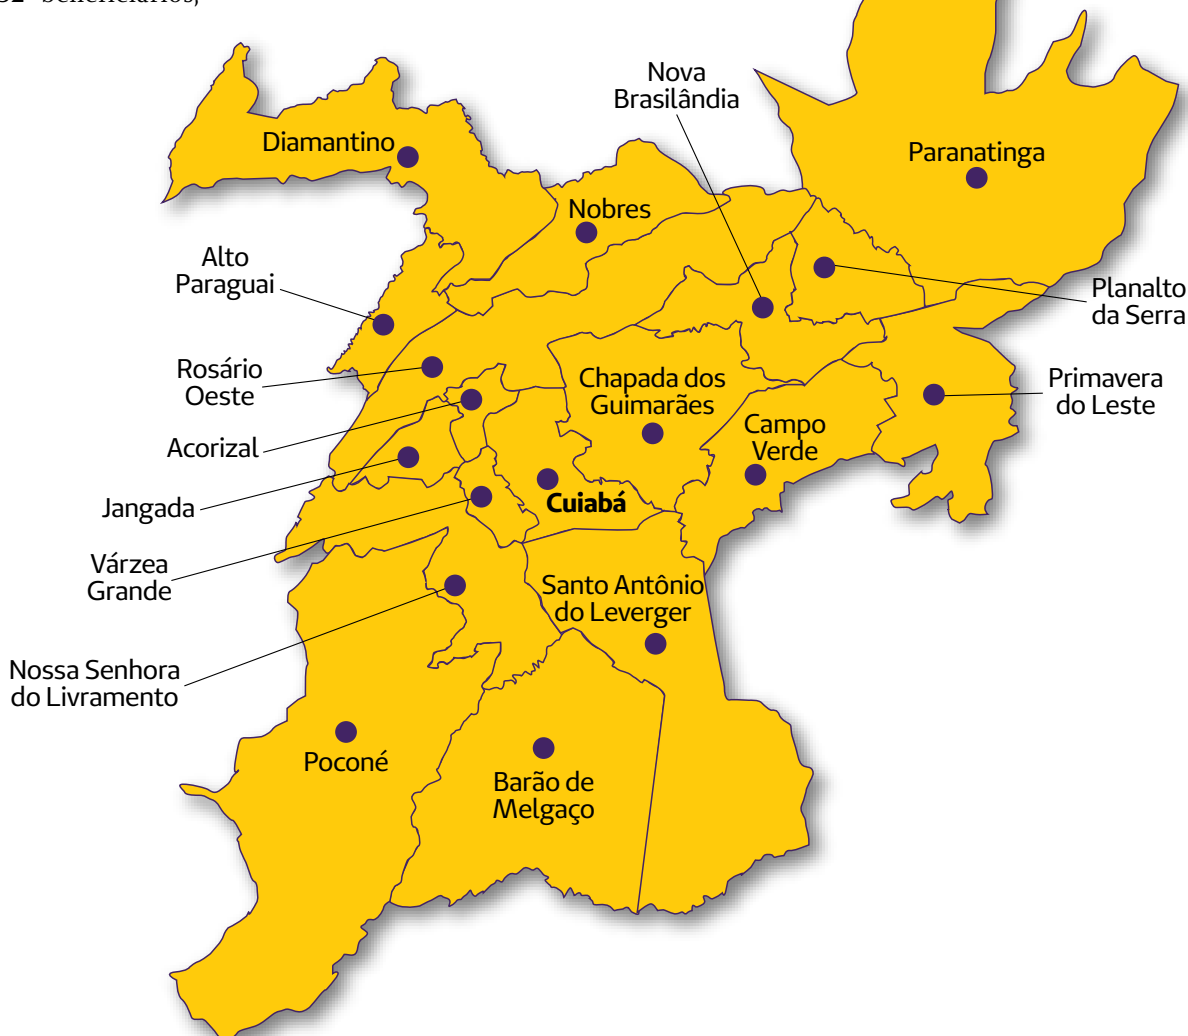 beneficiários,
Nova
Brasilândia
Diamantino
Paranatinga
Nobres
Alto
Paraguai
Planalto
da Serra
Rosário
Oeste
Chapada dos
Guimarães
Primavera
do Leste
Acorizal
Campo
Verde
Jangada
Cuiabá
Várzea
Grande
Santo Antônio
do Leverger
Nossa Senhora
do Livramento
Poconé
Barão de
Melgaço